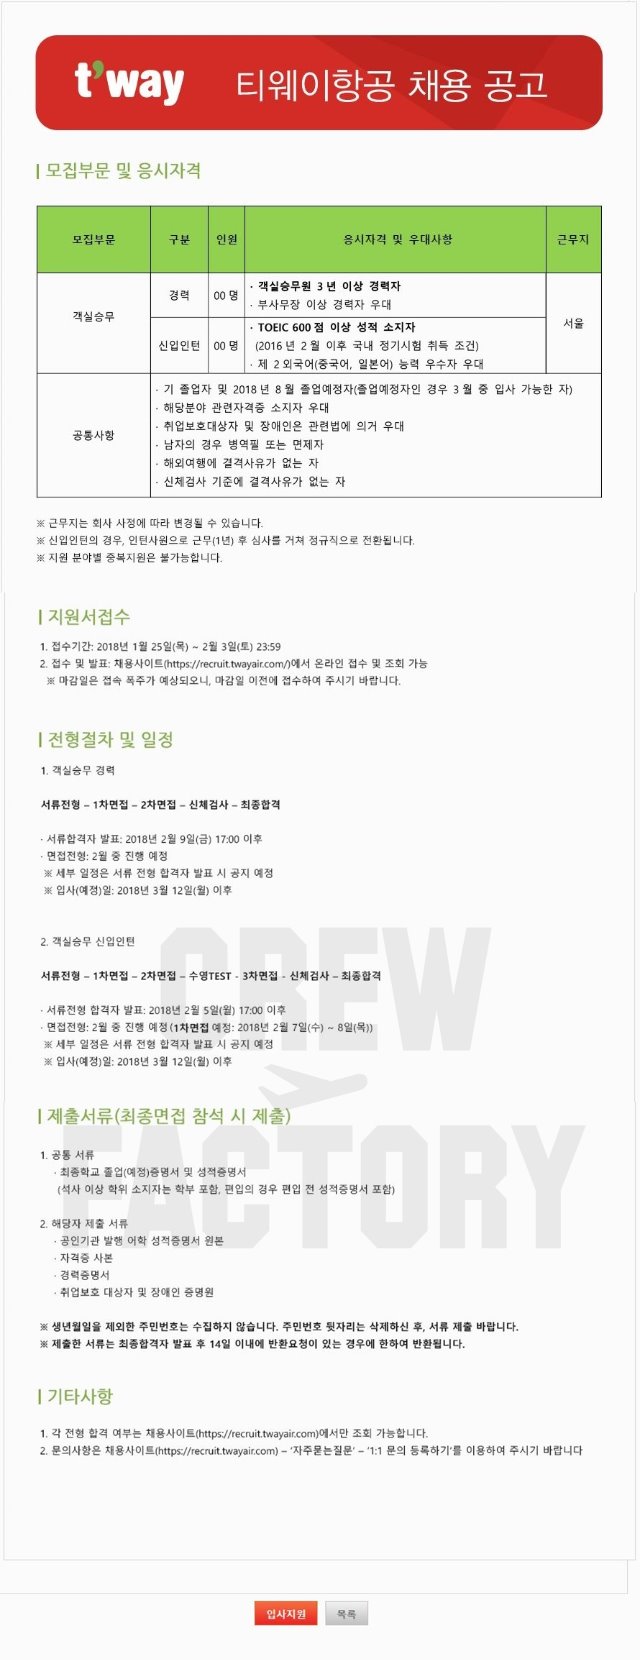 t'way 티웨이항공 채용 공고
모집부문 및 응시자격
모집부문 구분 인원 응시자격 및 우대사항 근무지
객실승무 경력 00 명 · 객실승무원 3 년 이상 경력자
· 부사무장 이상 경력자 우대
서울
신입인턴 00 명 · TOEIC 600 점 이상 성적 소지자
(2016 년 2 월 이후 국내 정기시험 취득 조건)
· 제 2 외국어(중국어, 일본어) 능력 우수자 우대
공통사항
· 기 졸업자 및 2018 년 8 월 졸업예정자(졸업예정자인 경우 3 월 중 입사 가능한 자)
· 해당분야 관련자격증 소지자 우대
· 취업보호대상자 및 장애인은 관련법에 의거 우대
· 남자의 경우 병역필 또는 면제자
· 해외여행에 결격사유가 없는 자
· 신체검사 기준에 결격사유가 없는 자
※ 근무지는 회사 사정에 따라 변경될 수 있습니다.
※ 신입인턴의 경우, 인턴사원으로 근무(1년) 후 심사를 거쳐 정규직으로 전환됩니다.
※ 지원 분야별 중복지원은 불가능합니다.
지원서접수
1. 접수기간: 2018년 1월 25일(목) ~ 2월 3일(토) 23:59
2. 접수 및 발표: 채용사이트(https://recruit.twayair.com/)에서 온라인 접수 및 조회 가능
※ 마감일은 접속 폭주가 예상되오니, 마감일 이전에 접수하여 주시기 바랍니다.
전형절차 및 일정
1. 객실승무 경력
서류전형 – 1차면접 – 2차면접 – 신체검사 – 최종합격
· 서류합격자 발표: 2018년 2월 9일(금) 17:00 이후
· 면접전형: 2월 중 진행 예정
※ 세부 일정은 서류 전형 합격자 발표 시 공지 예정
※ 입사(예정)일: 2018년 3월 12일(월) 이후
2. 객실승무 신입인턴
서류전형 – 1차면접 – 2차면접 – 수영TEST - 3차면접 - 신체검사 – 최종합격
· 서류전형 합격자 발표: 2018년 2월 5일(월) 17:00 이후
· 면접전형: 2월 중 진행 예정(1차면접 예정: 2018년 2월 7일(수) ~ 8일(목))
※ 세부 일정은 서류 전형 합격자 발표 시 공지 예정
※ 입사(예정)일: 2018년 3월 12일(월) 이후
CREW
FACTORY
제출서류(최종면접 참석 시 제출)
1. 공통 서류
· 최종학교 졸업(예정)증명서 및 성적증명서
(석사 이상 학위 소지자는 학부 포함, 편입의 경우 편입 전 성적증명서 포함)
2. 해당자 제출 서류
· 공인기관 발행 어학 성적증명서 원본
· 자격증 사본
· 경력증명서
· 취업보호 대상자 및 장애인 증명원
※ 생년월일을 제외한 주민번호는 수집하지 않습니다. 주민번호 뒷자리는 삭제하신 후, 서류 제출 바랍니다.
※ 제출한 서류는 최종합격자 발표 후 14일 이내에 반환요청이 있는 경우에 한하여 반환됩니다.
기타사항
1. 각 전형 합격 여부는 채용사이트(https://recruit.twayair.com)에서만 조회 가능합니다.
2. 문의사항은 채용사이트(https://recruit.twayair.com) – '자주묻는질문' – '1:1 문의 등록하기'를 이용하여 주시기 바랍니다
입사지원 목록